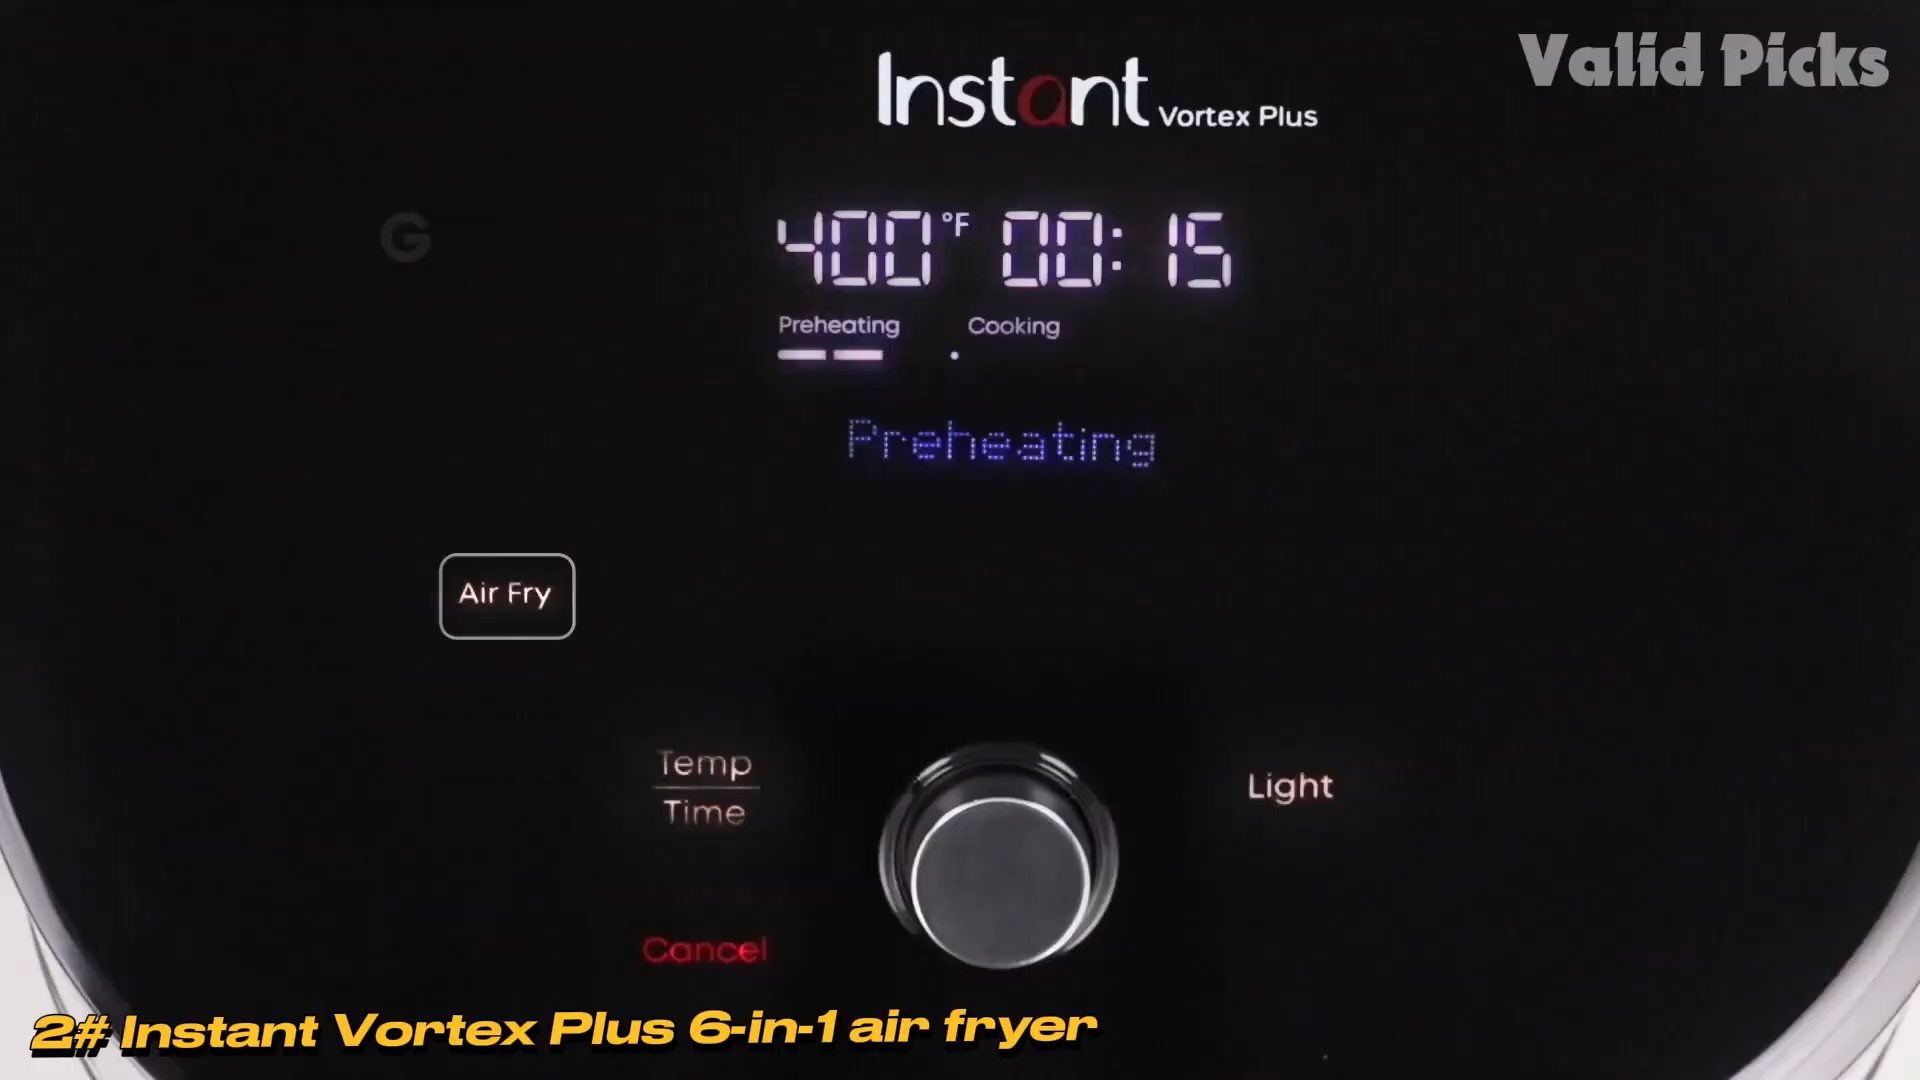 Valid Picks
Instant Vortex Plus
G
400°F 00:15
Preheating Cooking
Preheating
Air Fry
Temp
Time
Light
Cancel
2# Instant Vortex Plus 6-in-1 air fryer